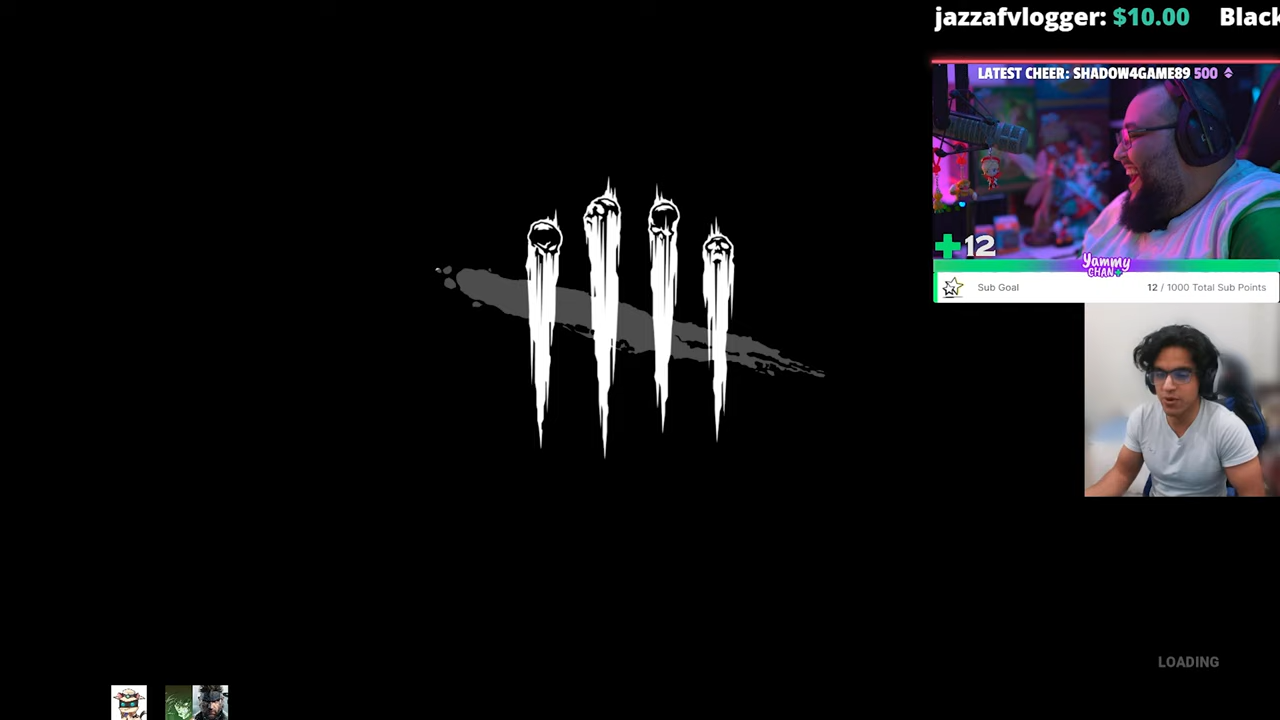 jazzafvlogger: $10.00 Black
LATEST CHEER: SHADOW4GAME89 500
+12
Yammy
CHAN+
Sub Goal
12 / 1000 Total Sub Points
LOADING